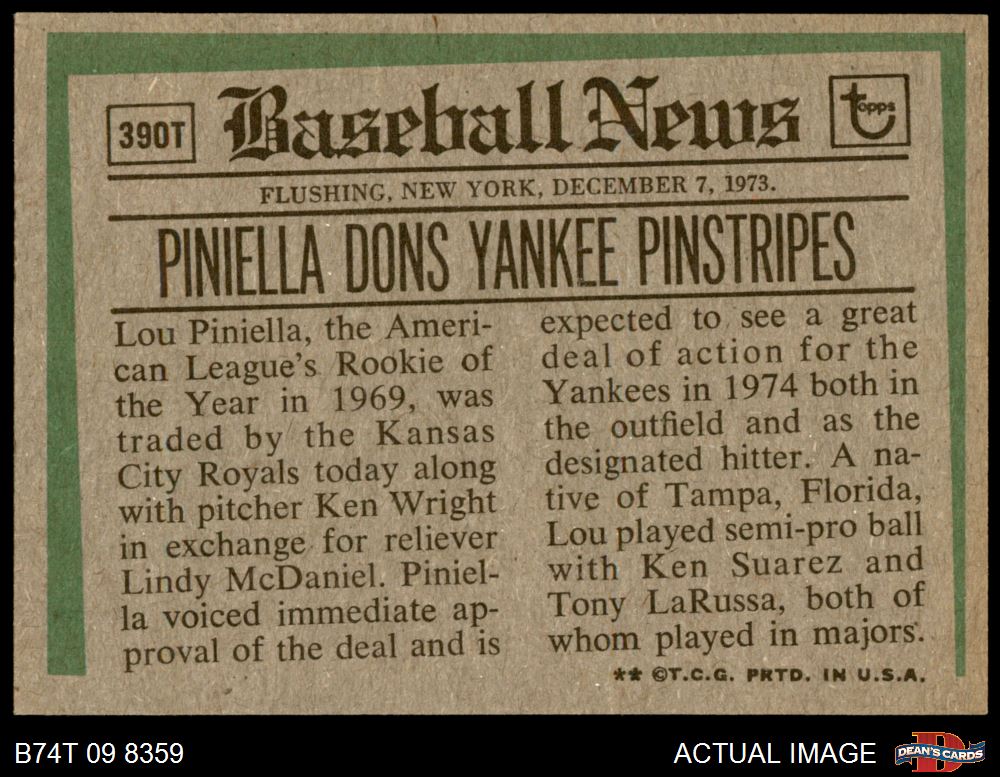 390T
Baseball News
topps
FLUSHING, NEW YORK, DECEMBER 7, 1973.
PINIELLA DONS YANKEE PINSTRIPES
Lou Piniella, the Ameri-
can League's Rookie of
the Year in 1969, was
traded by the Kansas
City Royals today along
with pitcher Ken Wright
in exchange for reliever
Lindy McDaniel. Piniel-
la voiced immediate ap-
proval of the deal and is
expected to see a great
deal of action for the
Yankees in 1974 both in
the outfield and as the
designated hitter. A na-
tive of Tampa, Florida,
Lou played semi-pro ball
with Ken Suarez and
Tony LaRussa, both of
whom played in majors.
** ©T.C.G. PRTD. IN U.S.A.
B74T 09 8359
ACTUAL IMAGE
DEAN'S CARDS